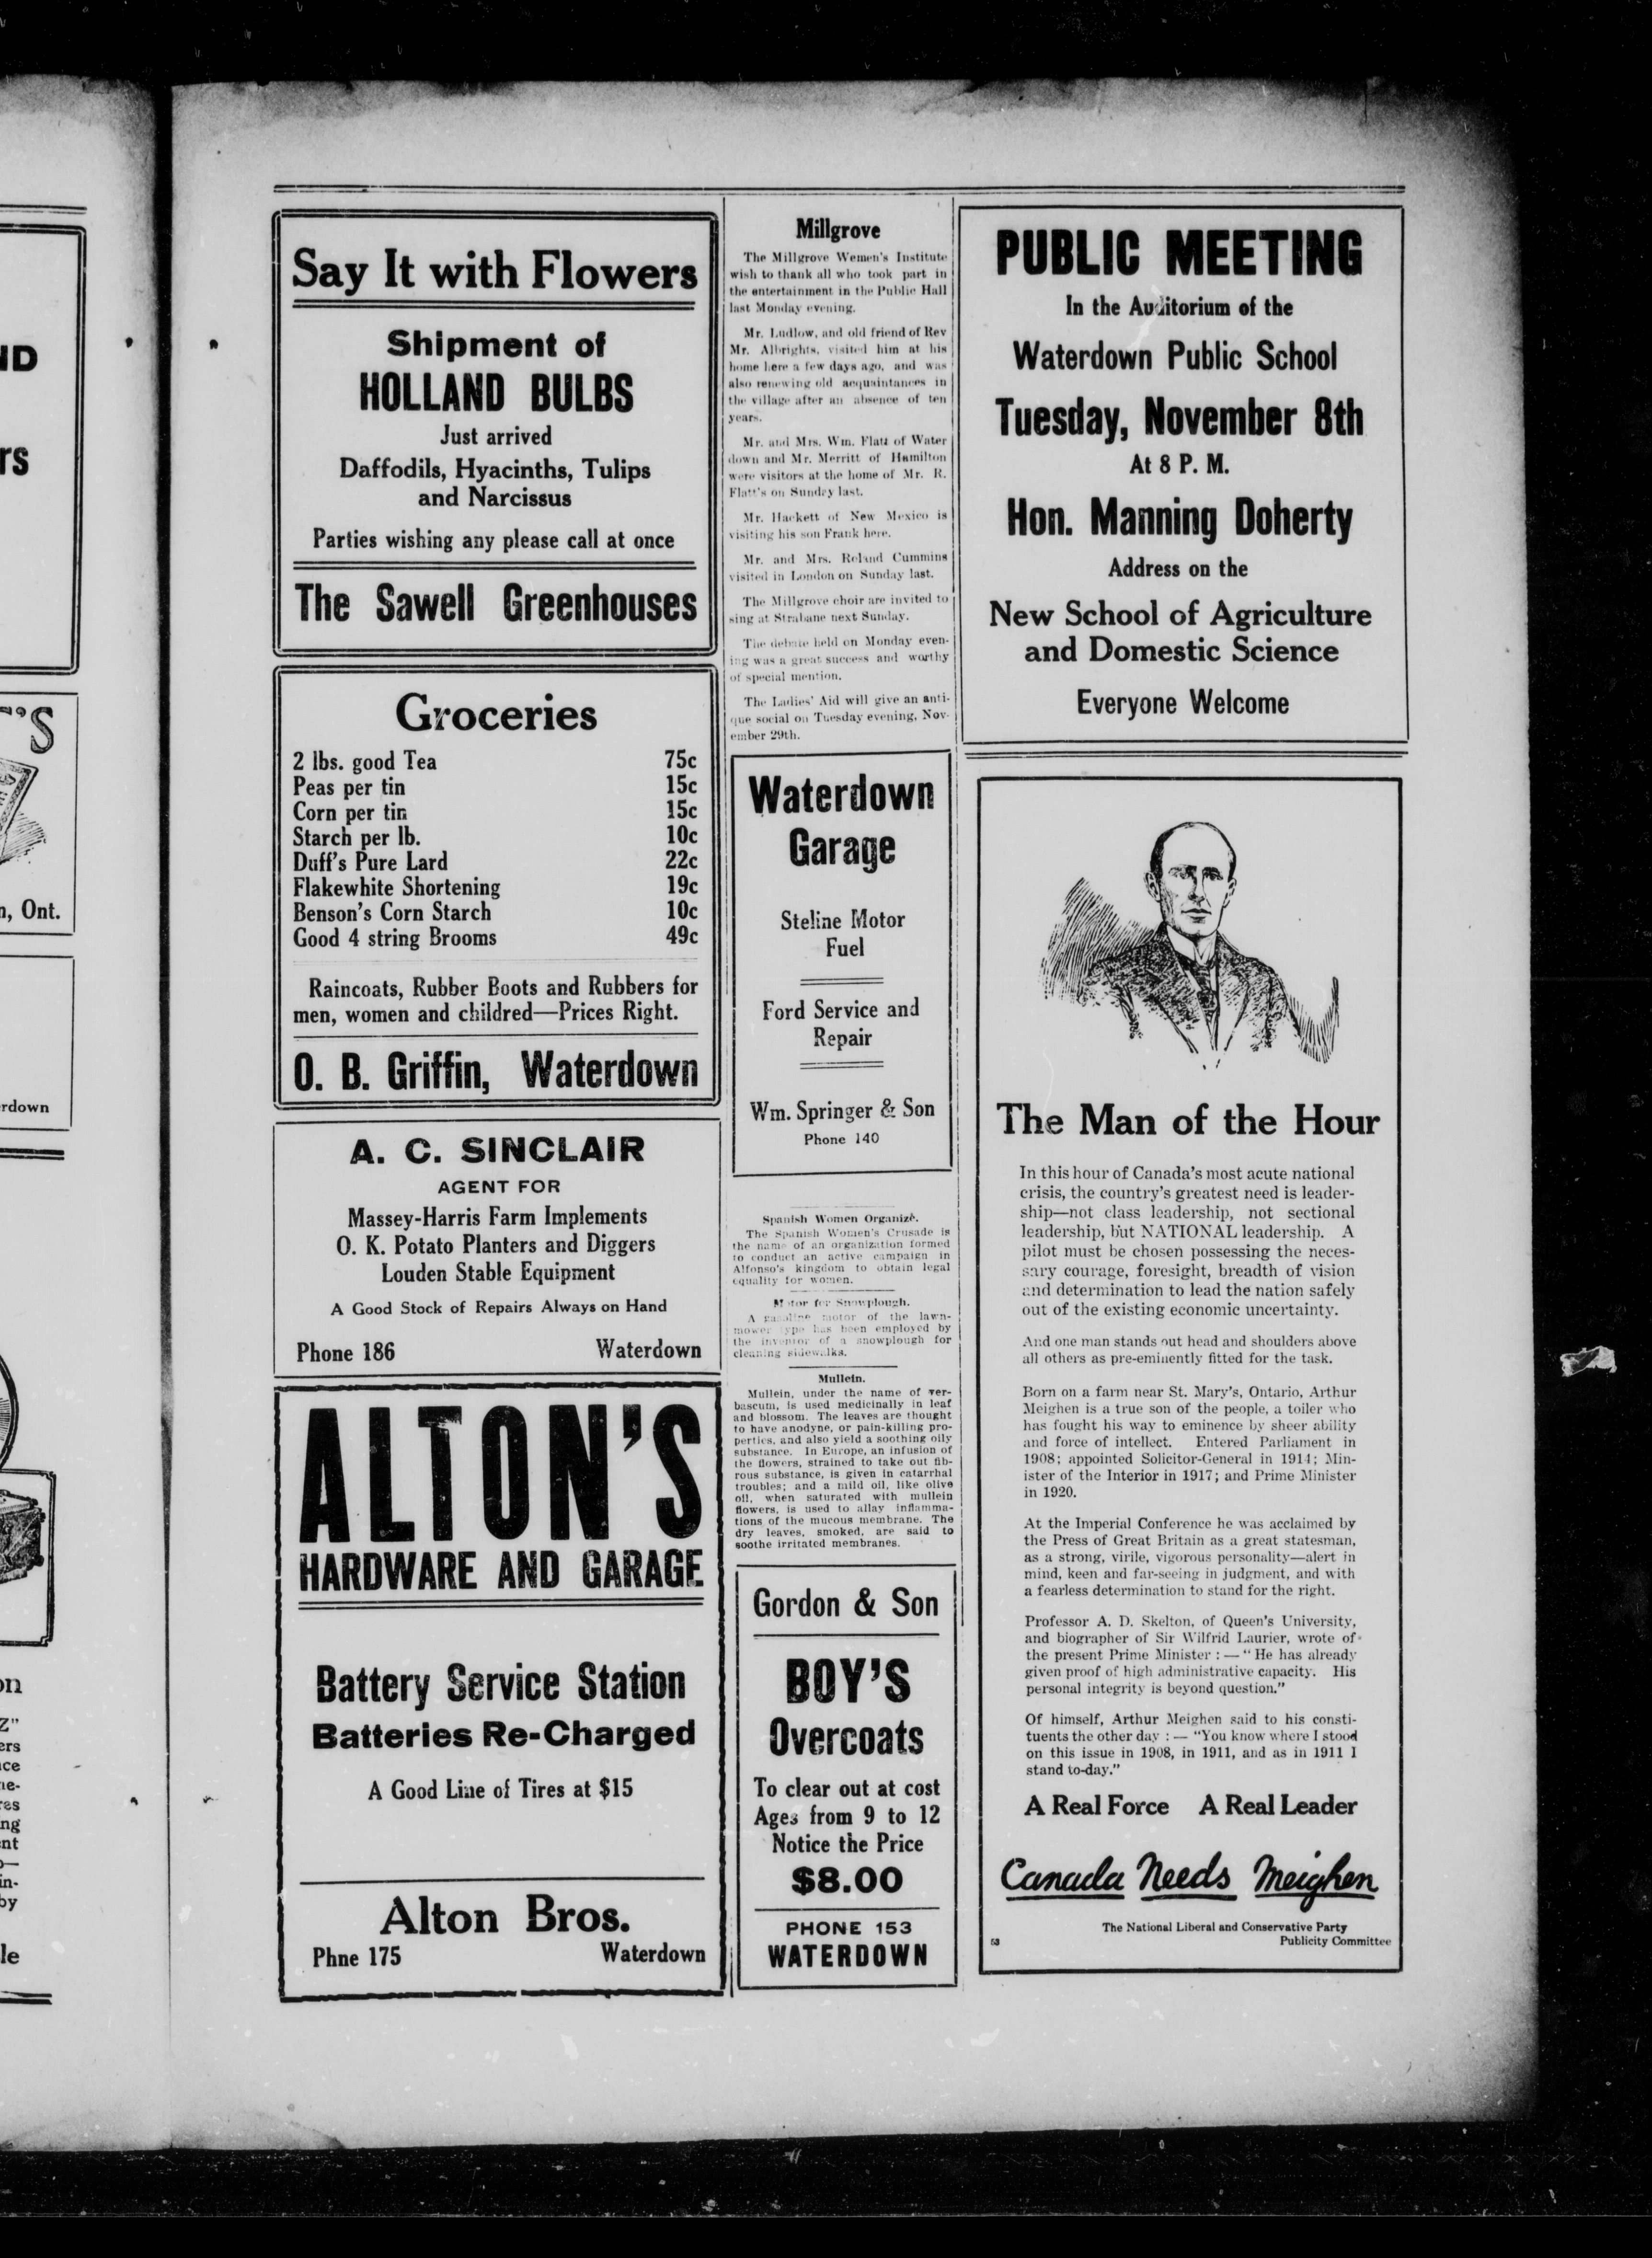 ND
rs
n, Ont.
rdown
on
Z"
ers
ce
ne-
res
ng
nt
in-
by
le
Say It with Flowers
Shipment of
HOLLAND BULBS
Just arrived
Daffodils, Hyacinths, Tulips
and Narcissus
Parties wishing any please call at once
The Sawell Greenhouses
Groceries
2 lbs. good Tea 75c
Peas per tin 15c
Corn per tin 15c
Starch per lb. 10c
Duff's Pure Lard 22c
Flakewhite Shortening 19c
Benson's Corn Starch 10c
Good 4 string Brooms 49c
Raincoats, Rubber Boots and Rubbers for
men, women and childred—Prices Right.
O. B. Griffin, Waterdown
A. C. SINCLAIR
AGENT FOR
Massey-Harris Farm Implements
O. K. Potato Planters and Diggers
Louden Stable Equipment
A Good Stock of Repairs Always on Hand
Phone 186 Waterdown
ALTON'S
HARDWARE AND GARAGE
Battery Service Station
Batteries Re-Charged
A Good Line of Tires at $15
Alton Bros.
Phne 175 Waterdown
Millgrove
The Millgrove Women's Institute
wish to thank all who took part in
the entertainment in the Public Hall
last Monday evening.
Mr. Ludlow, and old friend of Rev
Mr. Albrights, visited him at his
home here a few days ago, and was
also renewing old acquaintances in
the village after an absence of ten
years.
Mr. and Mrs. Wm. Flatt of Water
down and Mr. Merritt of Hamilton
were visitors at the home of Mr. R.
Flatt's on Sundry last.
Mr. Hackett of New Mexico is
visiting his son Frank here.
Mr. and Mrs. Roland Cummins
visited in London on Sunday last.
The Millgrove choir are invited to
sing at Strabane next Sunday.
The debate held on Monday even-
ing was a great success and worthy
of special mention.
The Ladies' Aid will give an anti-
que social on Tuesday evening, Nov-
ember 29th.
Waterdown
Garage
Steline Motor
Fuel
Ford Service and
Repair
Wm. Springer & Son
Phone 140
Spanish Women Organize.
The Spanish Women's Crusade is
the name of an organization formed
to conduct an active campaign in
Alfonso's kingdom to obtain legal
equality for women.
Motor for Snowplough.
A gasoline motor of the lawn-
mower type has been employed by
the inventor of a snowplough for
cleaning sidewalks.
Mullein.
Mullein, under the name of ver-
bascum, is used medicinally in leaf
and blossom. The leaves are thought
to have anodyne, or pain-killing pro-
perties, and also yield a soothing oily
substance. In Europe, an infusion of
the flowers, strained to take out fib-
rous substance, is given in catarrhal
troubles; and a mild oil, like olive
oil, when saturated with mullein
flowers, is used to allay inflamma-
tions of the mucous membrane. The
dry leaves, smoked, are said to
soothe irritated membranes.
Gordon & Son
BOY'S
Overcoats
To clear out at cost
Ages from 9 to 12
Notice the Price
$8.00
PHONE 153
WATERDOWN
PUBLIC MEETING
In the Auditorium of the
Waterdown Public School
Tuesday, November 8th
At 8 P. M.
Hon. Manning Doherty
Address on the
New School of Agriculture
and Domestic Science
Everyone Welcome
The Man of the Hour
In this hour of Canada's most acute national
crisis, the country's greatest need is leader-
ship—not class leadership, not sectional
leadership, but NATIONAL leadership. A
pilot must be chosen possessing the neces-
sary courage, foresight, breadth of vision
and determination to lead the nation safely
out of the existing economic uncertainty.
And one man stands out head and shoulders above
all others as pre-eminently fitted for the task.
Born on a farm near St. Mary's, Ontario, Arthur
Meighen is a true son of the people, a toiler who
has fought his way to eminence by sheer ability
and force of intellect. Entered Parliament in
1908; appointed Solicitor-General in 1914; Min-
ister of the Interior in 1917; and Prime Minister
in 1920.
At the Imperial Conference he was acclaimed by
the Press of Great Britain as a great statesman,
as a strong, virile, vigorous personality—alert in
mind, keen and far-seeing in judgment, and with
a fearless determination to stand for the right.
Professor A. D. Skelton, of Queen's University,
and biographer of Sir Wilfrid Laurier, wrote of
the present Prime Minister : — "He has already
given proof of high administrative capacity. His
personal integrity is beyond question."
Of himself, Arthur Meighen said to his consti-
tuents the other day : — "You know where I stood
on this issue in 1908, in 1911, and as in 1911 I
stand to-day."
A Real Force A Real Leader
Canada Needs Meighen
The National Liberal and Conservative Party
53 Publicity Committee